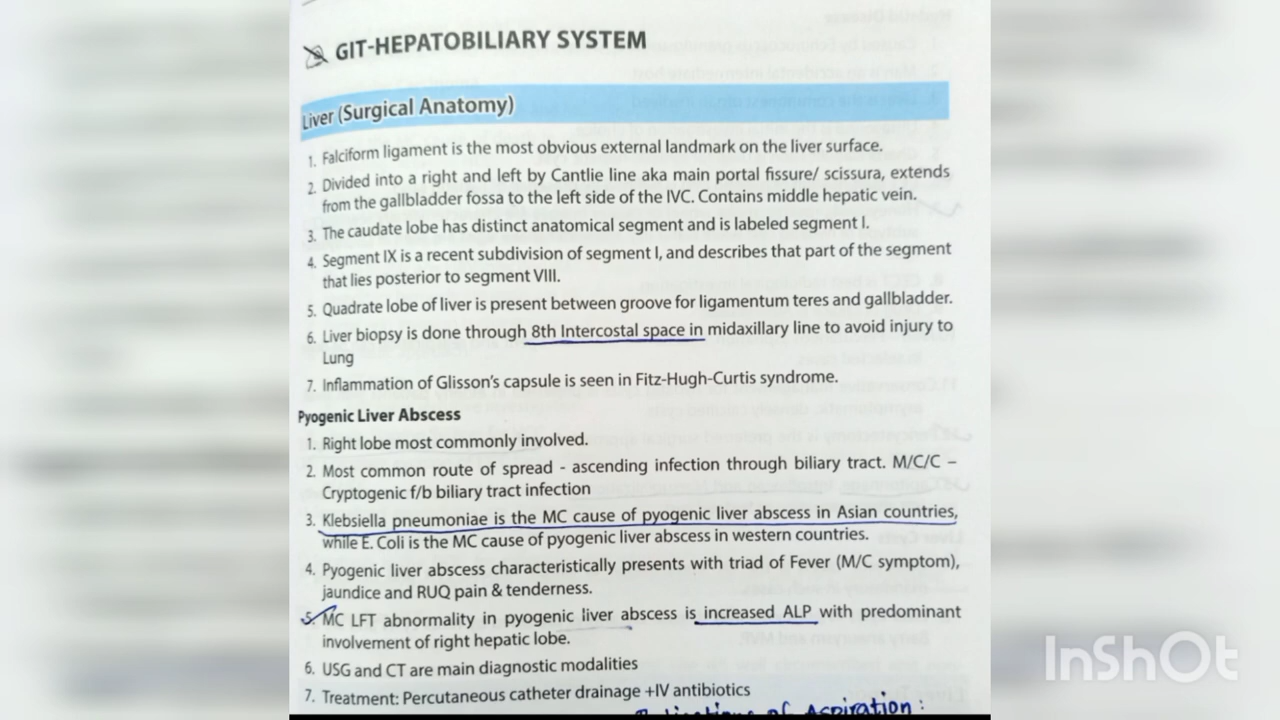 GIT-HEPATOBILIARY SYSTEM
Liver (Surgical Anatomy)
1. Falciform ligament is the most obvious external landmark on the liver surface.
2. Divided into a right and left by Cantlie line aka main portal fissure/ scissura, extends
from the gallbladder fossa to the left side of the IVC. Contains middle hepatic vein.
3. The caudate lobe has distinct anatomical segment and is labeled segment I.
4. Segment IX is a recent subdivision of segment I, and describes that part of the segment
that lies posterior to segment VIII.
5. Quadrate lobe of liver is present between groove for ligamentum teres and gallbladder.
6. Liver biopsy is done through 8th Intercostal space in midaxillary line to avoid injury to
Lung
7. Inflammation of Glisson's capsule is seen in Fitz-Hugh-Curtis syndrome.
Pyogenic Liver Abscess
1. Right lobe most commonly involved.
2. Most common route of spread - ascending infection through biliary tract. M/C/C –
Cryptogenic f/b biliary tract infection
3. Klebsiella pneumoniae is the MC cause of pyogenic liver abscess in Asian countries,
while E. Coli is the MC cause of pyogenic liver abscess in western countries.
4. Pyogenic liver abscess characteristically presents with triad of Fever (M/C symptom),
jaundice and RUQ pain & tenderness.
5. MC LFT abnormality in pyogenic liver abscess is increased ALP with predominant
involvement of right hepatic lobe.
6. USG and CT are main diagnostic modalities
7. Treatment: Percutaneous catheter drainage +IV antibiotics
of Aspiration:
InShOt